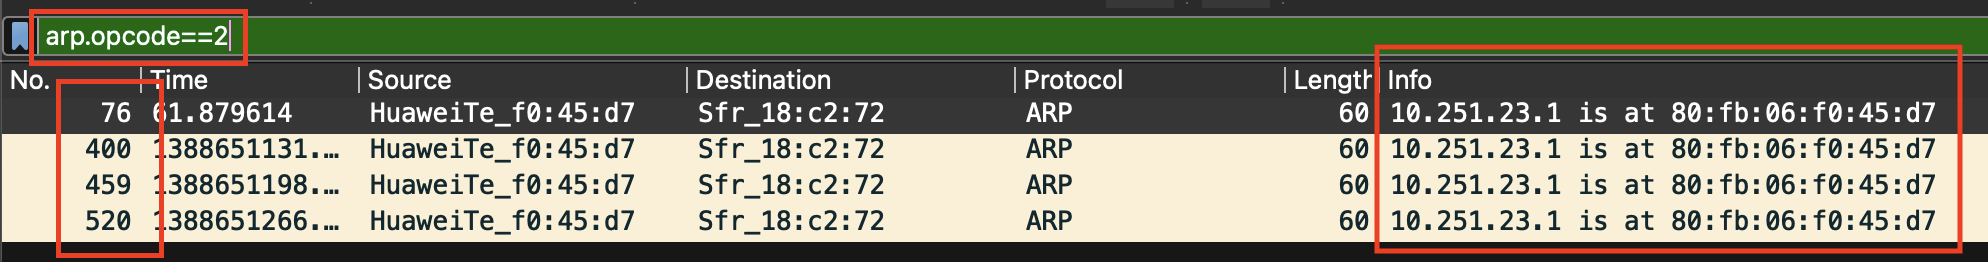 arp.opcode==2
No. Time Source Destination Protocol Length Info
76 61.879614 HuaweiTe_f0:45:d7 Sfr_18:c2:72 ARP 60 10.251.23.1 is at 80:fb:06:f0:45:d7
400 1388651131.… HuaweiTe_f0:45:d7 Sfr_18:c2:72 ARP 60 10.251.23.1 is at 80:fb:06:f0:45:d7
459 1388651198.… HuaweiTe_f0:45:d7 Sfr_18:c2:72 ARP 60 10.251.23.1 is at 80:fb:06:f0:45:d7
520 1388651266.… HuaweiTe_f0:45:d7 Sfr_18:c2:72 ARP 60 10.251.23.1 is at 80:fb:06:f0:45:d7